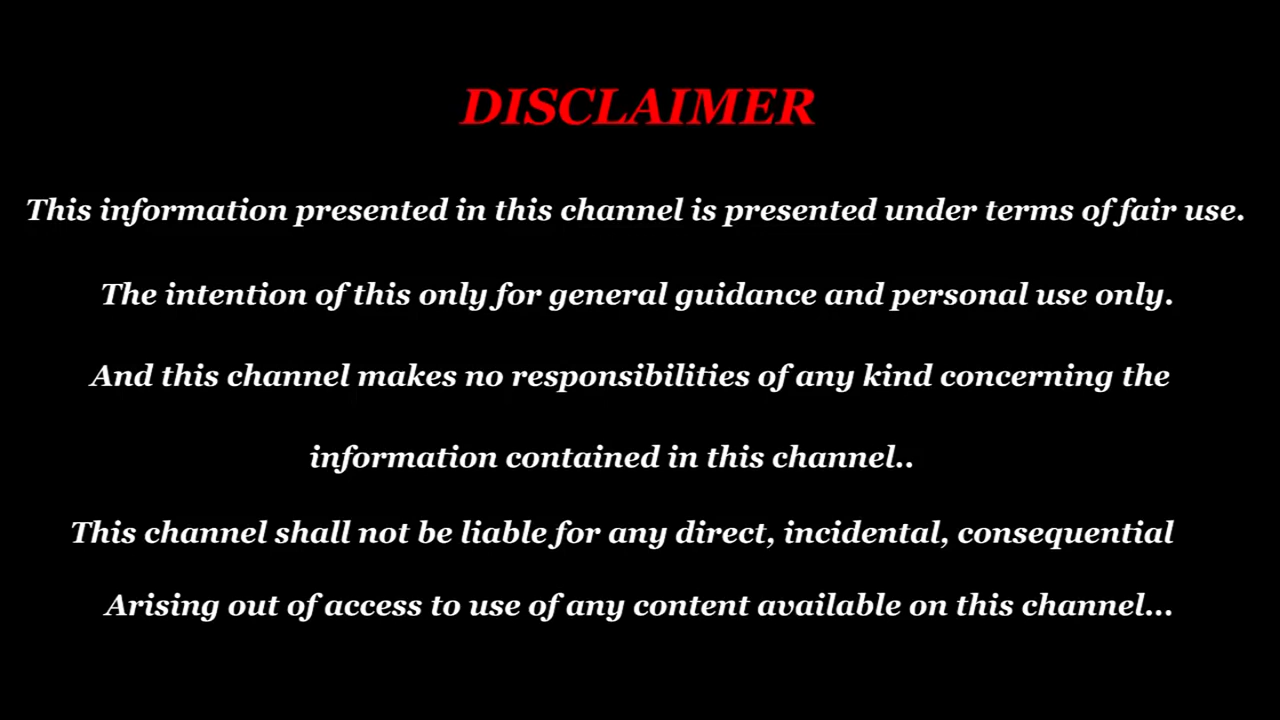 DISCLAIMER
This information presented in this channel is presented under terms of fair use.
The intention of this only for general guidance and personal use only.
And this channel makes no responsibilities of any kind concerning the
information contained in this channel..
This channel shall not be liable for any direct, incidental, consequential
Arising out of access to use of any content available on this channel...